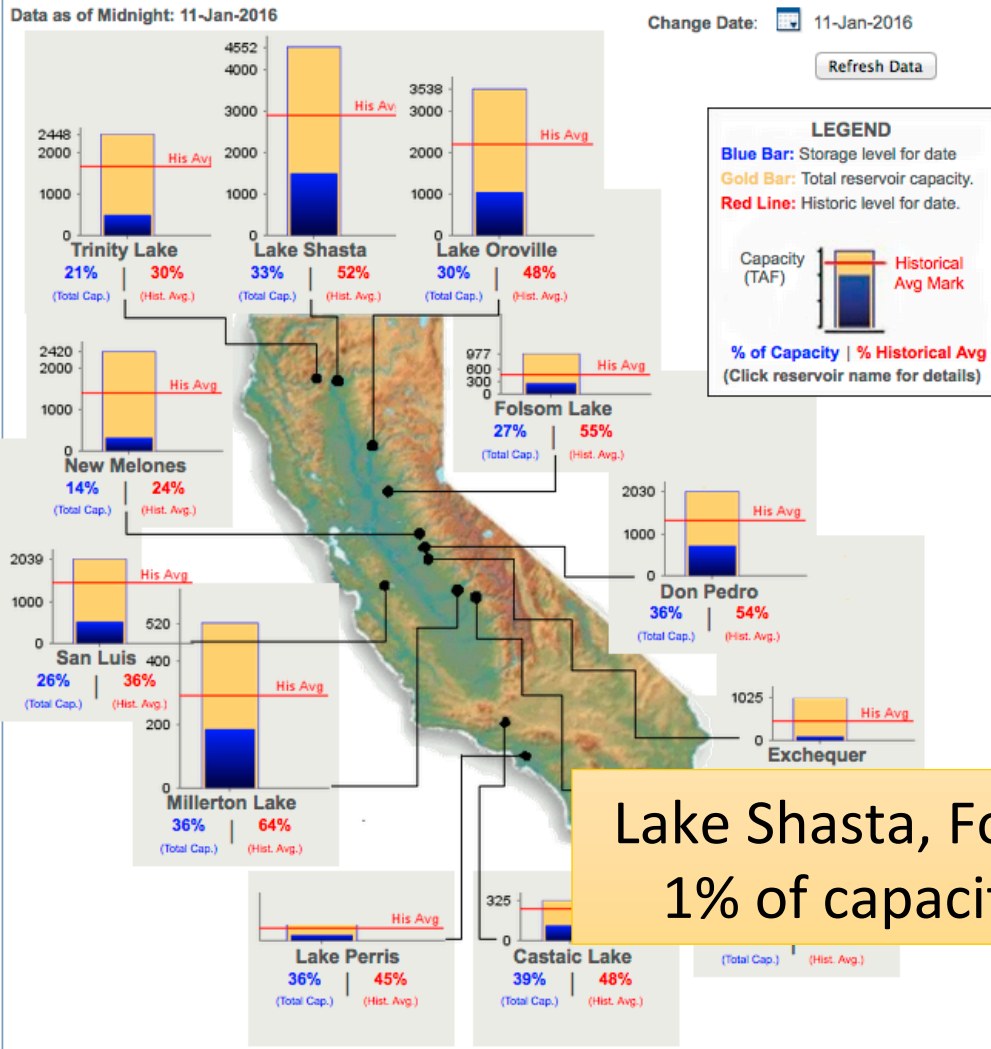 Data as of Midnight: 11-Jan-2016
Change Date: 11-Jan-2016
Refresh Data
LEGEND
Blue Bar: Storage level for date
Gold Bar: Total reservoir capacity.
Red Line: Historic level for date.
Capacity (TAF)
Historical Avg Mark
% of Capacity | % Historical Avg
(Click reservoir name for details)
2448
2000
1000
0
His Avg
Trinity Lake
21% | 30%
(Total Cap.) (Hist. Avg.)
4552
4000
3000
2000
1000
0
His Av
Lake Shasta
33% | 52%
(Total Cap.) (Hist. Avg.)
3538
3000
2000
1000
0
His Avg
Lake Oroville
30% | 48%
(Total Cap.) (Hist. Avg.)
2420
2000
1000
0
His Avg
New Melones
14% | 24%
(Total Cap.) (Hist. Avg.)
977
600
300
0
His Avg
Folsom Lake
27% | 55%
(Total Cap.) (Hist. Avg.)
2030
1000
0
His Avg
Don Pedro
36% | 54%
(Total Cap.) (Hist. Avg.)
2039
1000
0
His Avg
San Luis
26% | 36%
(Total Cap.) (Hist. Avg.)
520
400
200
0
His Avg
Millerton Lake
36% | 64%
(Total Cap.) (Hist. Avg.)
1025
0
His Avg
Exchequer
Lake Shasta, Fo
1% of capaci
(Total Cap.) (Hist. Avg.)
His Avg
Lake Perris
36% | 45%
(Total Cap.) (Hist. Avg.)
325
0
Castaic Lake
39% | 48%
(Total Cap.) (Hist. Avg.)